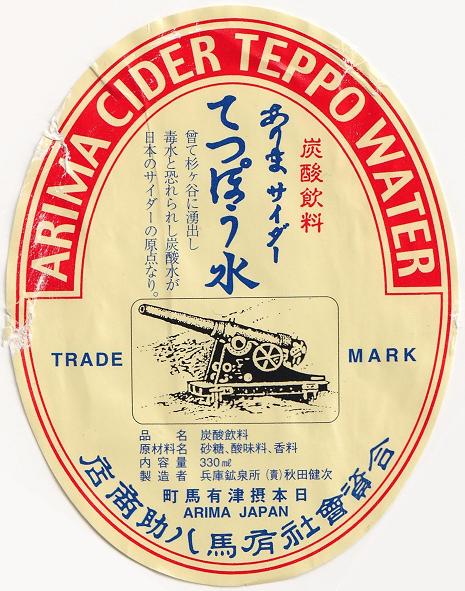 ARIMA CIDER TEPPO WATER
炭酸飲料
ありまサイダー
てつぽう水
曾て杉ヶ谷に湧出し
毒水と恐れられし炭酸水が
日本のサイダーの原点なり。
TRADE MARK
品 名 炭酸飲料
原材料名 砂糖、酸味料、香料
内容量 330㎖
製造者 兵庫鉱泉所 (責)秋田健次
日本摂津有馬町
ARIMA JAPAN
合資會社有馬八助商店